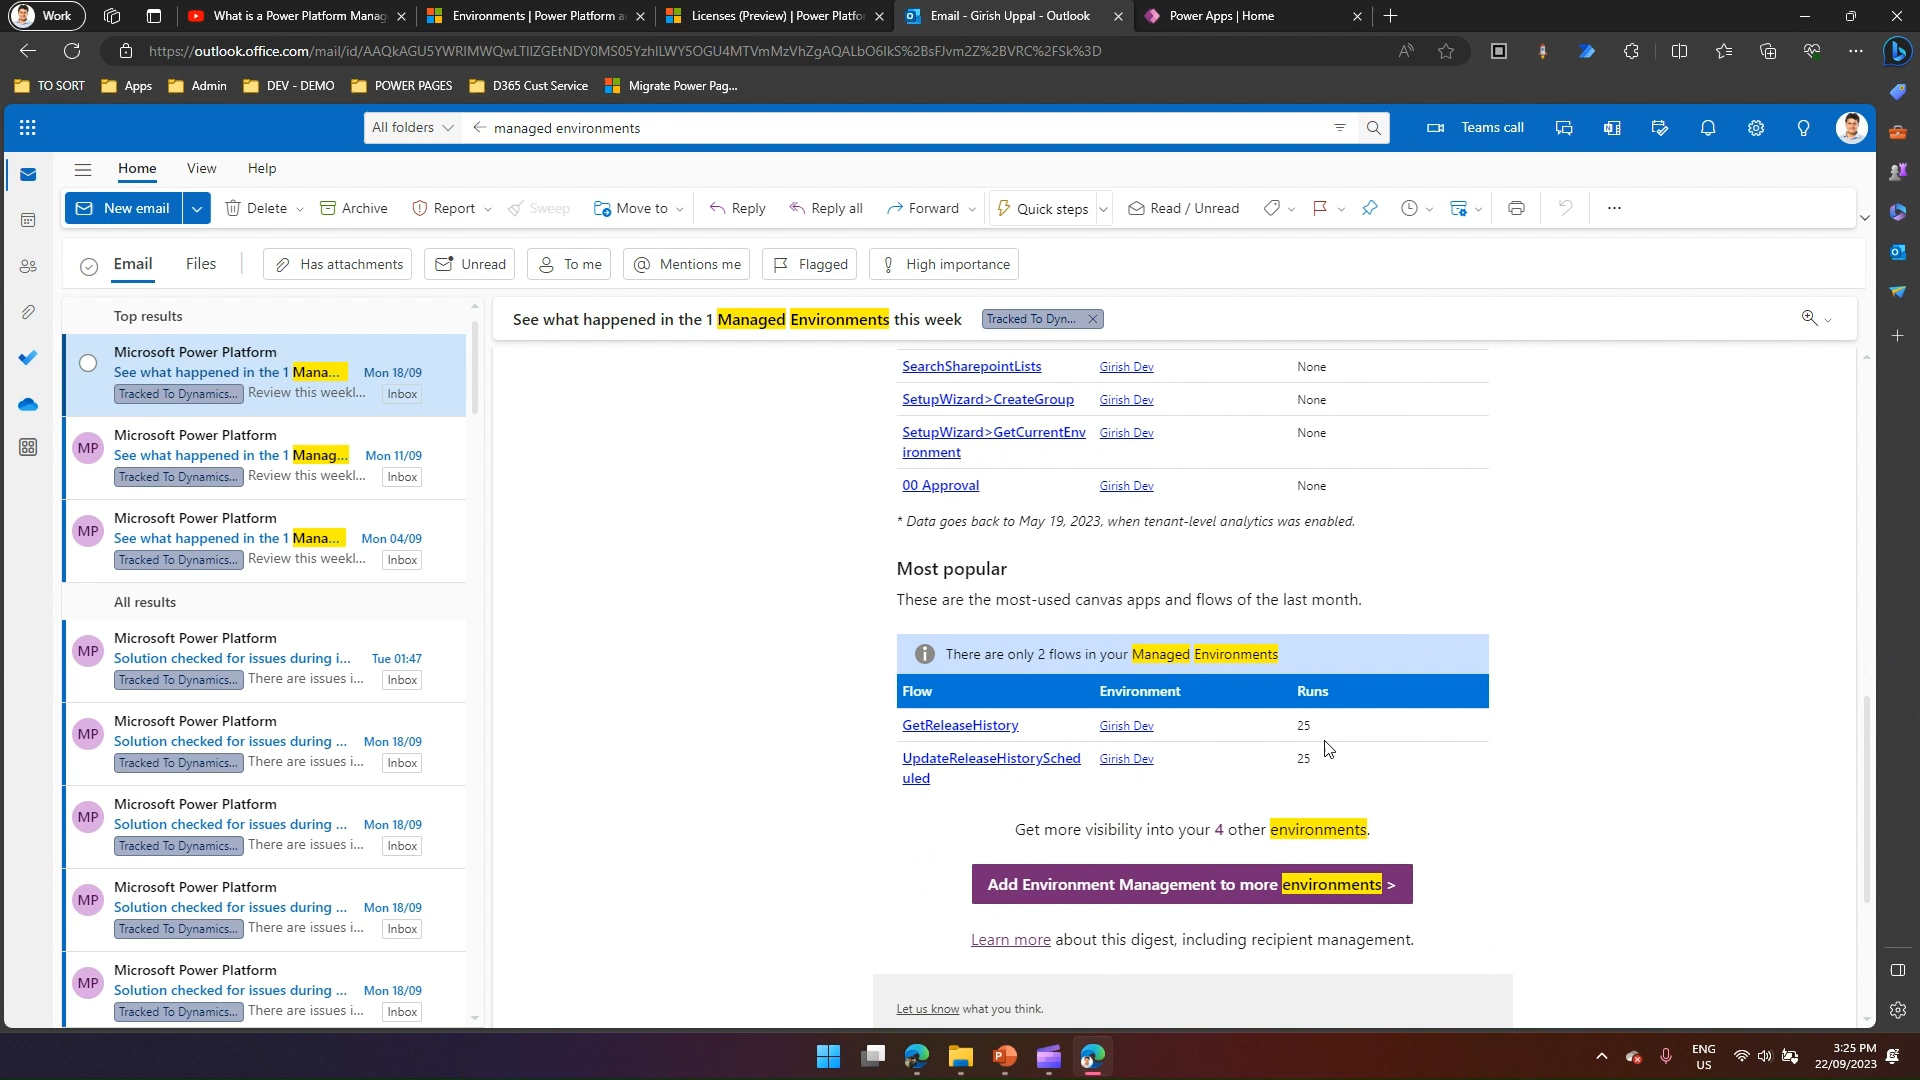 Work
What is a Power Platform Manag
Environments | Power Platform a
Licenses (Preview) | Power Platfo
Email - Girish Uppal - Outlook
Power Apps | Home
https://outlook.office.com/mail/id/AAQkAGU5YWRlMWQwLTllZGEtNDY0MS05YzhlLWY5OGU4MTVmMzVhZgAQALbO6IkS%2BsFJvm2Z%2BVRC%2FSk%3D
TO SORT
Apps
Admin
DEV - DEMO
POWER PAGES
D365 Cust Service
Migrate Power Pag...
All folders
managed environments
Teams call
Home
View
Help
New email
Delete
Archive
Report
Sweep
Move to
Reply
Reply all
Forward
Quick steps
Read / Unread
Email
Files
Has attachments
Unread
To me
Mentions me
Flagged
High importance
Top results
Microsoft Power Platform
See what happened in the 1 Mana... Mon 18/09
Tracked To Dynamics... Review this weekl... Inbox
MP
Microsoft Power Platform
See what happened in the 1 Manag... Mon 11/09
Tracked To Dynamics... Review this weekl... Inbox
MP
Microsoft Power Platform
See what happened in the 1 Mana... Mon 04/09
Tracked To Dynamics... Review this weekl... Inbox
All results
MP
Microsoft Power Platform
Solution checked for issues during i... Tue 01:47
Tracked To Dynamics... There are issues i... Inbox
MP
Microsoft Power Platform
Solution checked for issues during ... Mon 18/09
Tracked To Dynamics... There are issues i... Inbox
MP
Microsoft Power Platform
Solution checked for issues during ... Mon 18/09
Tracked To Dynamics... There are issues i... Inbox
MP
Microsoft Power Platform
Solution checked for issues during ... Mon 18/09
Tracked To Dynamics... There are issues i... Inbox
MP
Microsoft Power Platform
Solution checked for issues during ... Mon 18/09
Tracked To Dynamics... There are issues i... Inbox
See what happened in the 1 Managed Environments this week
Tracked To Dyn...
SearchSharepointLists Girish Dev None
SetupWizard>CreateGroup Girish Dev None
SetupWizard>GetCurrentEnv Girish Dev None
ironment
00 Approval Girish Dev None
* Data goes back to May 19, 2023, when tenant-level analytics was enabled.
Most popular
These are the most-used canvas apps and flows of the last month.
There are only 2 flows in your Managed Environments
Flow Environment Runs
GetReleaseHistory Girish Dev 25
UpdateReleaseHistorySched Girish Dev 25
uled
Get more visibility into your 4 other environments.
Add Environment Management to more environments >
Learn more about this digest, including recipient management.
Let us know what you think.
ENG
US
3:25 PM
22/09/2023